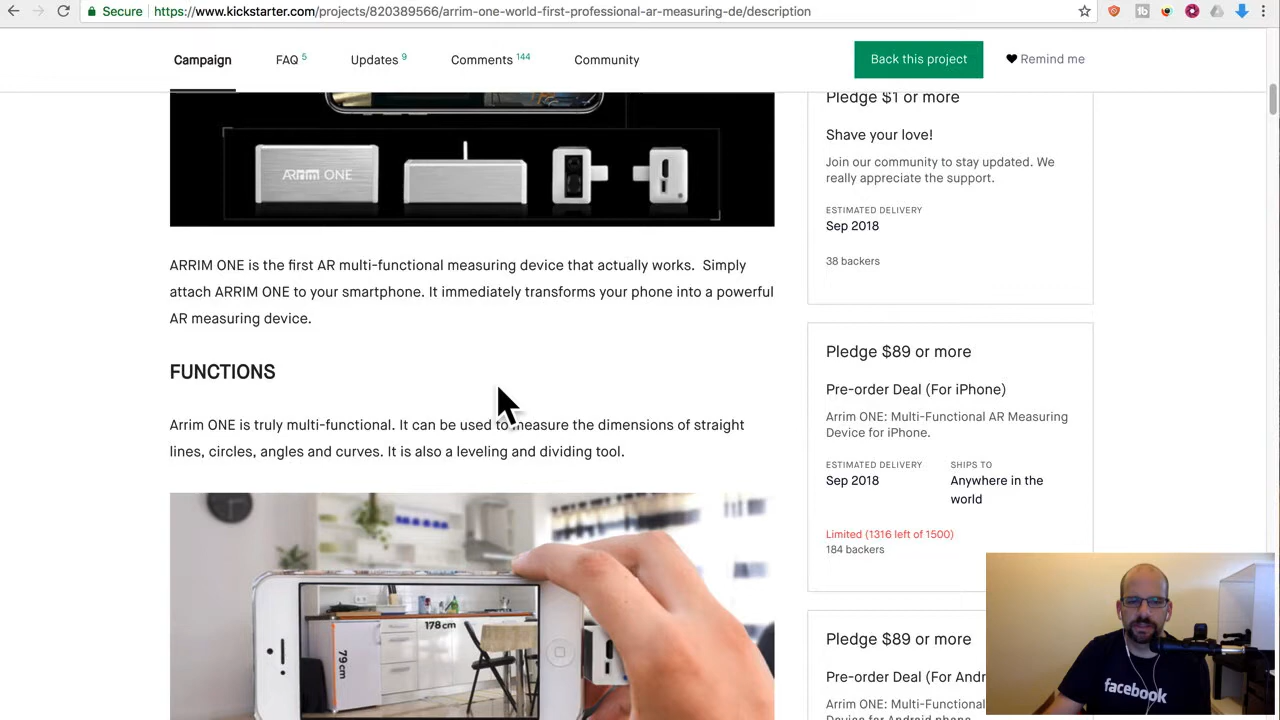 Secure
https://www.kickstarter.com/projects/820389566/arrim-one-world-first-professional-ar-measuring-de/description
Campaign
FAQ 5
Updates 9
Comments 144
Community
Back this project
Remind me
ARRIM ONE
ARRIM ONE is the first AR multi-functional measuring device that actually works. Simply
attach ARRIM ONE to your smartphone. It immediately transforms your phone into a powerful
AR measuring device.
FUNCTIONS
Arrim ONE is truly multi-functional. It can be used to measure the dimensions of straight
lines, circles, angles and curves. It is also a leveling and dividing tool.
178 cm
79 cm
Pledge $1 or more
Shave your love!
Join our community to stay updated. We
really appreciate the support.
ESTIMATED DELIVERY
Sep 2018
38 backers
Pledge $89 or more
Pre-order Deal (For iPhone)
Arrim ONE: Multi-Functional AR Measuring
Device for iPhone.
ESTIMATED DELIVERY
SHIPS TO
Sep 2018
Anywhere in the
world
Limited (1316 left of 1500)
184 backers
Pledge $89 or more
Pre-order Deal (For Andr
Arrim ONE: Multi-Functional
Device for Android phone
facebook